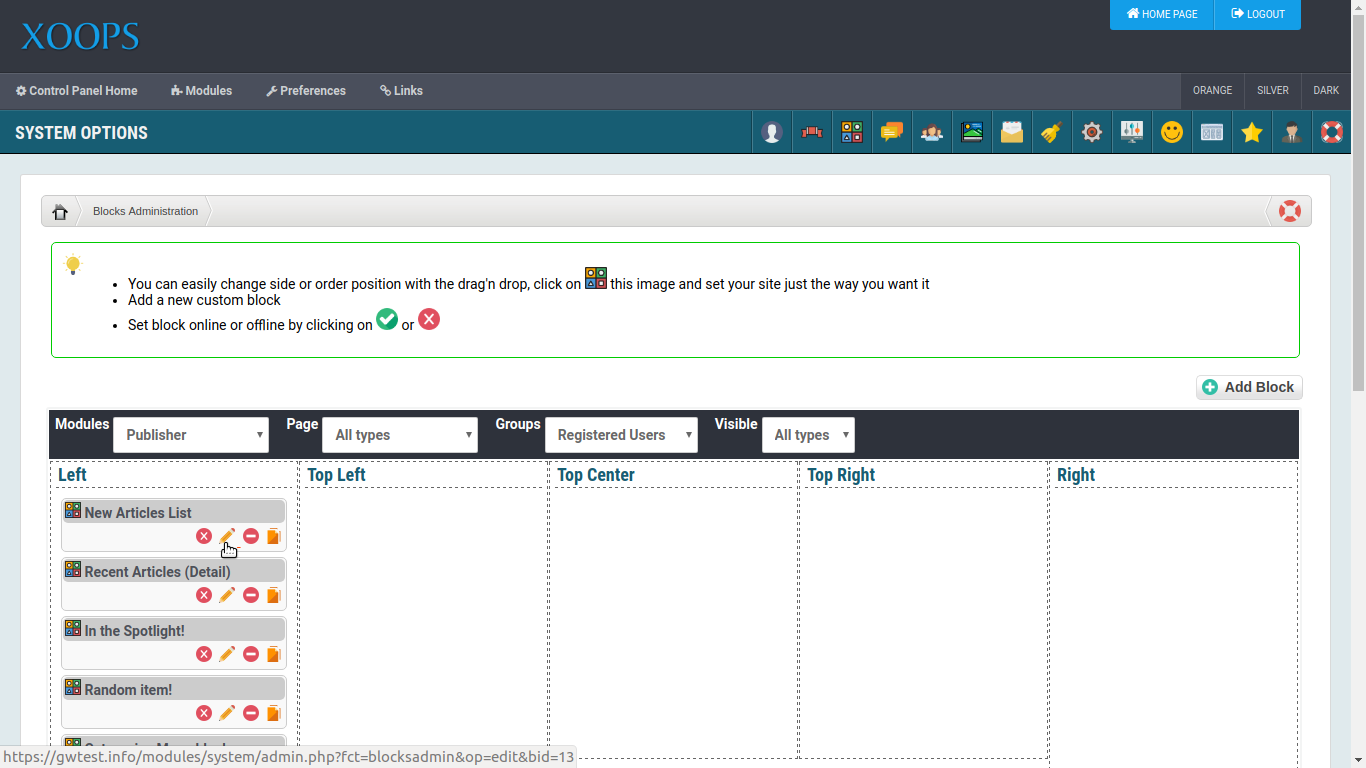 HOME PAGE
LOGOUT
XOOPS
Control Panel Home
Modules
Preferences
Links
ORANGE
SILVER
DARK
SYSTEM OPTIONS
Blocks Administration
You can easily change side or order position with the drag'n drop, click on this image and set your site just the way you want it
Add a new custom block
Set block online or offline by clicking on or
Add Block
Modules
Publisher
Page
All types
Groups
Registered Users
Visible
All types
Left
Top Left
Top Center
Top Right
Right
New Articles List
Recent Articles (Detail)
In the Spotlight!
Random item!
https://gwtest.info/modules/system/admin.php?fct=blocksadmin&op=edit&bid=13